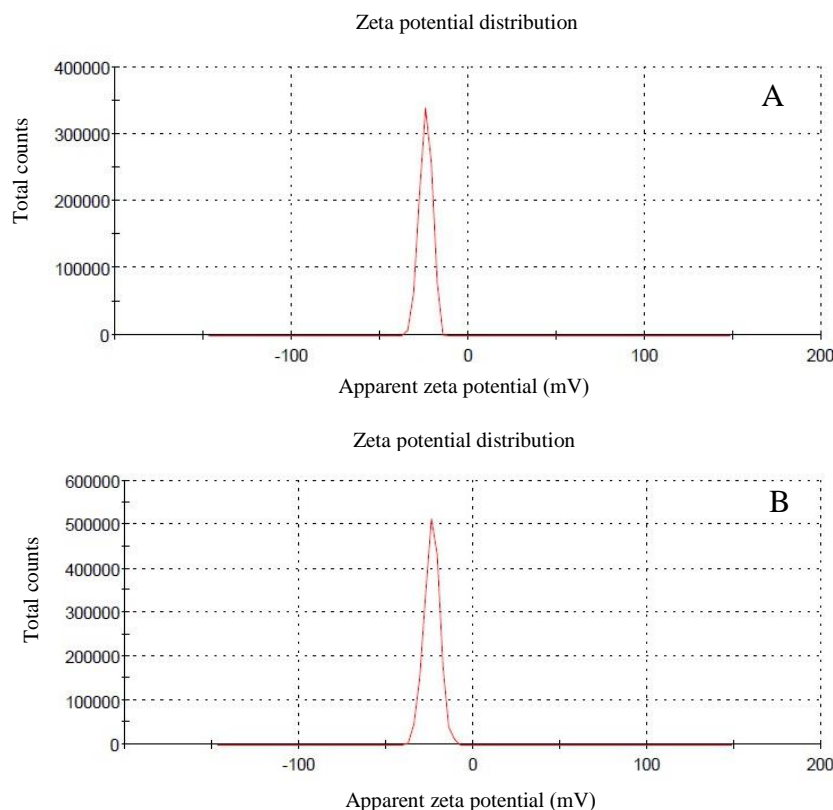 Zeta potential distribution
A
400000
300000
200000
100000
0
Total counts
-100 0 100 200
Apparent zeta potential (mV)
Zeta potential distribution
B
600000
500000
400000
300000
200000
100000
0
Total counts
-100 0 100 200
Apparent zeta potential (mV)